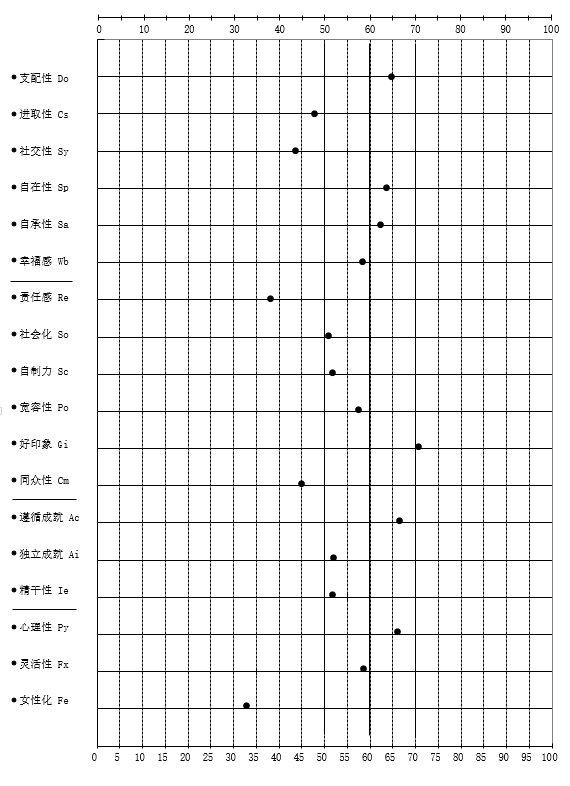 0 10 20 30 40 50 60 70 80 90 100
支配性 Do
进取性 Cs
社交性 Sy
自在性 Sp
自承性 Sa
幸福感 Wb
责任感 Re
社会化 So
自制力 Sc
宽容性 Po
好印象 Gi
同众性 Cm
遵循成就 Ac
独立成就 Ai
精干性 Ie
心理性 Py
灵活性 Fx
女性化 Fe
0 5 10 15 20 25 30 35 40 45 50 55 60 65 70 75 80 85 90 95 100